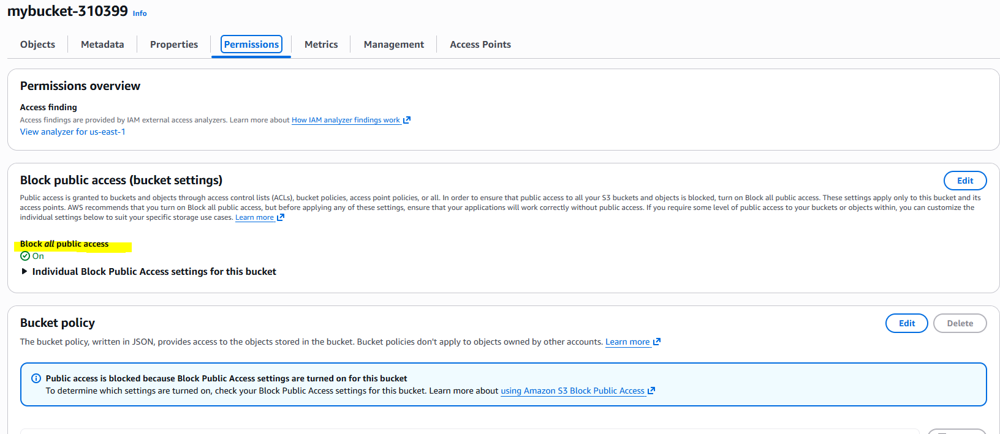 mybucket-310399 Info
Objects
Metadata
Properties
Permissions
Metrics
Management
Access Points
Permissions overview
Access finding
Access findings are provided by IAM external access analyzers. Learn more about How IAM analyzer findings work
View analyzer for us-east-1
Block public access (bucket settings)
Edit
Public access is granted to buckets and objects through access control lists (ACLs), bucket policies, access point policies, or all. In order to ensure that public access to all your S3 buckets and objects is blocked, turn on Block all public access. These settings apply only to this bucket and its
access points. AWS recommends that you turn on Block all public access, but before applying any of these settings, ensure that your applications will work correctly without public access. If you require some level of public access to your buckets or objects within, you can customize the
individual settings below to suit your specific storage use cases. Learn more
Block all public access
On
Individual Block Public Access settings for this bucket
Bucket policy
Edit
Delete
The bucket policy, written in JSON, provides access to the objects stored in the bucket. Bucket policies don't apply to objects owned by other accounts. Learn more
Public access is blocked because Block Public Access settings are turned on for this bucket
To determine which settings are turned on, check your Block Public Access settings for this bucket. Learn more about using Amazon S3 Block Public Access